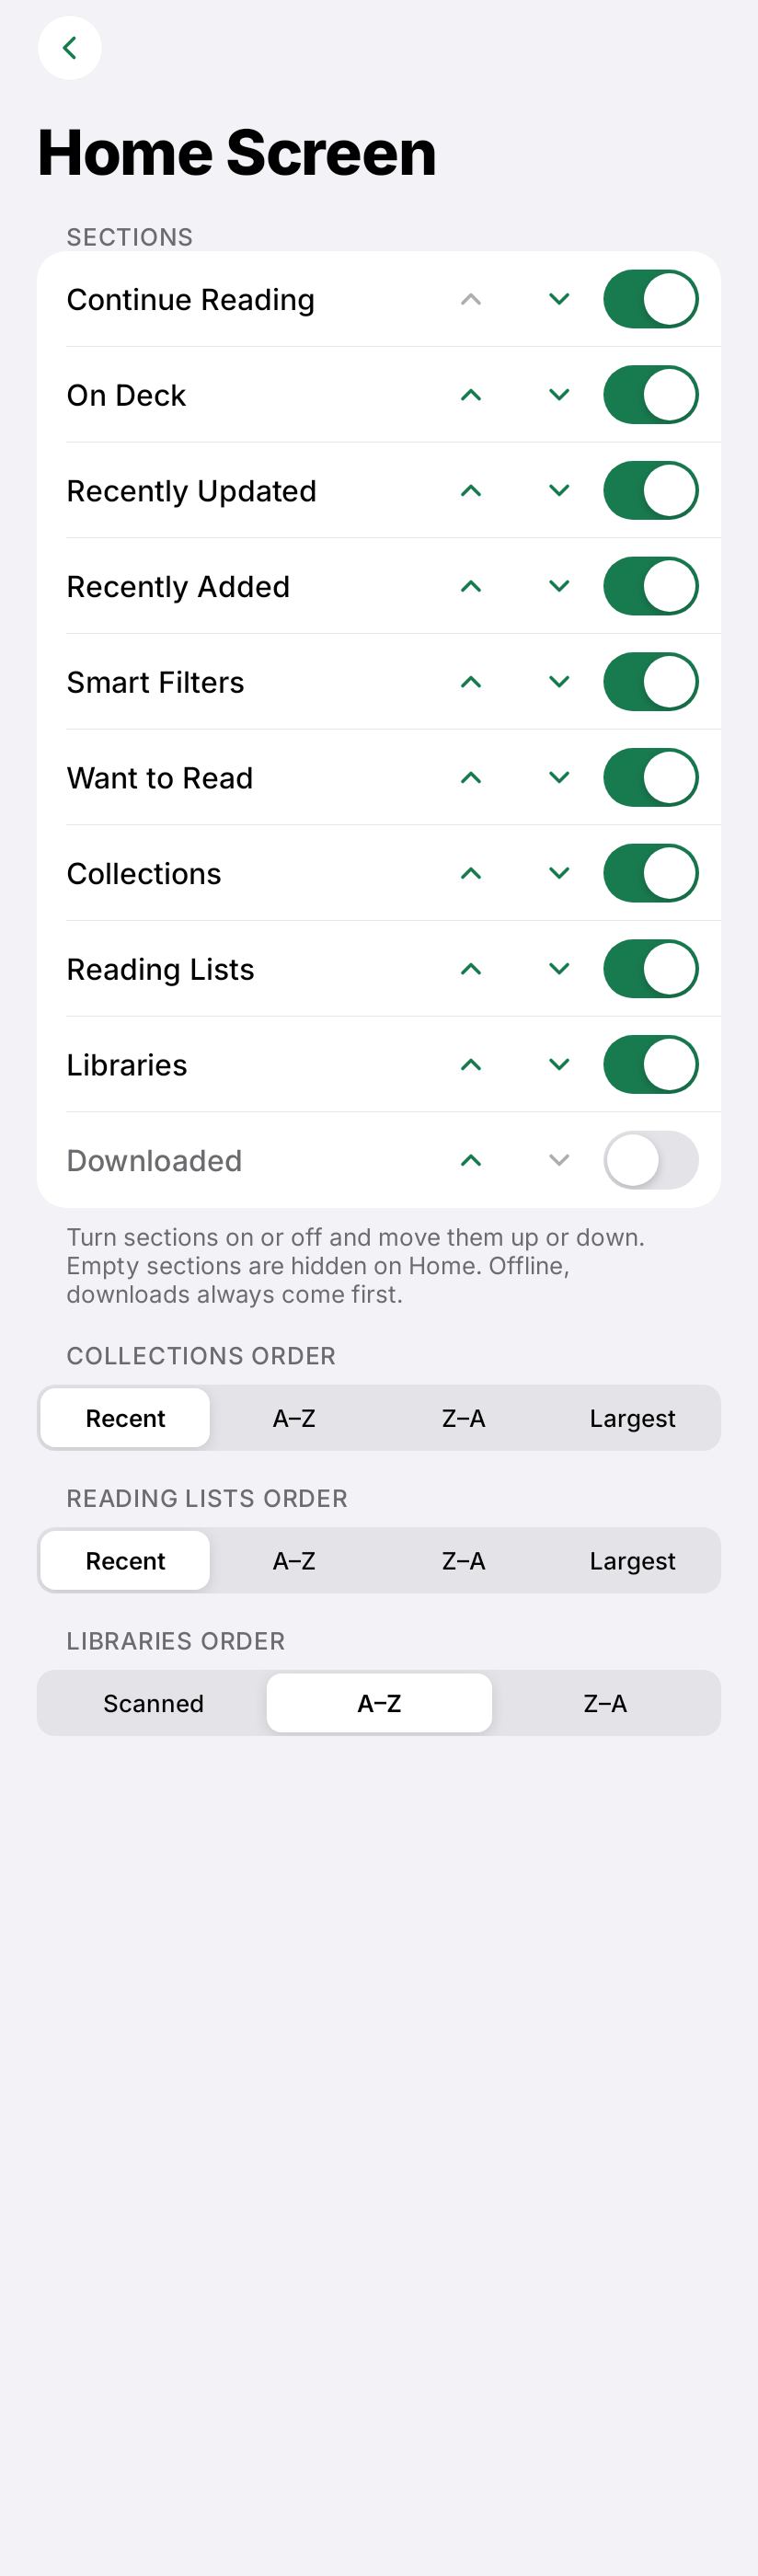 Home Screen
SECTIONS
Continue Reading
On Deck
Recently Updated
Recently Added
Smart Filters
Want to Read
Collections
Reading Lists
Libraries
Downloaded
Turn sections on or off and move them up or down.
Empty sections are hidden on Home. Offline,
downloads always come first.
COLLECTIONS ORDER
Recent A–Z Z–A Largest
READING LISTS ORDER
Recent A–Z Z–A Largest
LIBRARIES ORDER
Scanned A–Z Z–A